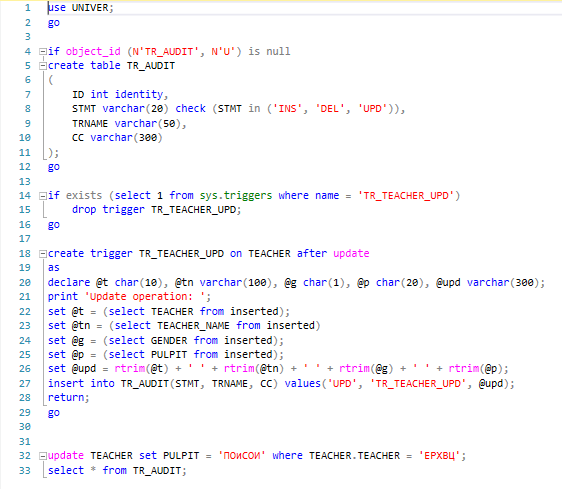 1 use UNIVER;
2 go
3
4 if object_id (N'TR_AUDIT', N'U') is null
5 create table TR_AUDIT
6 (
7 ID int identity,
8 STMT varchar(20) check (STMT in ('INS', 'DEL', 'UPD')),
9 TRNAME varchar(50),
10 CC varchar(300)
11 );
12 go
13
14 if exists (select 1 from sys.triggers where name = 'TR_TEACHER_UPD')
15 drop trigger TR_TEACHER_UPD;
16 go
17
18 create trigger TR_TEACHER_UPD on TEACHER after update
19 as
20 declare @t char(10), @tn varchar(100), @g char(1), @p char(20), @upd varchar(300);
21 print 'Update operation: ';
22 set @t = (select TEACHER from inserted);
23 set @tn = (select TEACHER_NAME from inserted)
24 set @g = (select GENDER from inserted);
25 set @p = (select PULPIT from inserted);
26 set @upd = rtrim(@t) + ' ' + rtrim(@tn) + ' ' + rtrim(@g) + ' ' + rtrim(@p);
27 insert into TR_AUDIT(STMT, TRNAME, CC) values('UPD', 'TR_TEACHER_UPD', @upd);
28 return;
29 go
30
31
32 update TEACHER set PULPIT = 'ПОиСОИ' where TEACHER.TEACHER = 'БРХВЦ';
33 select * from TR_AUDIT;